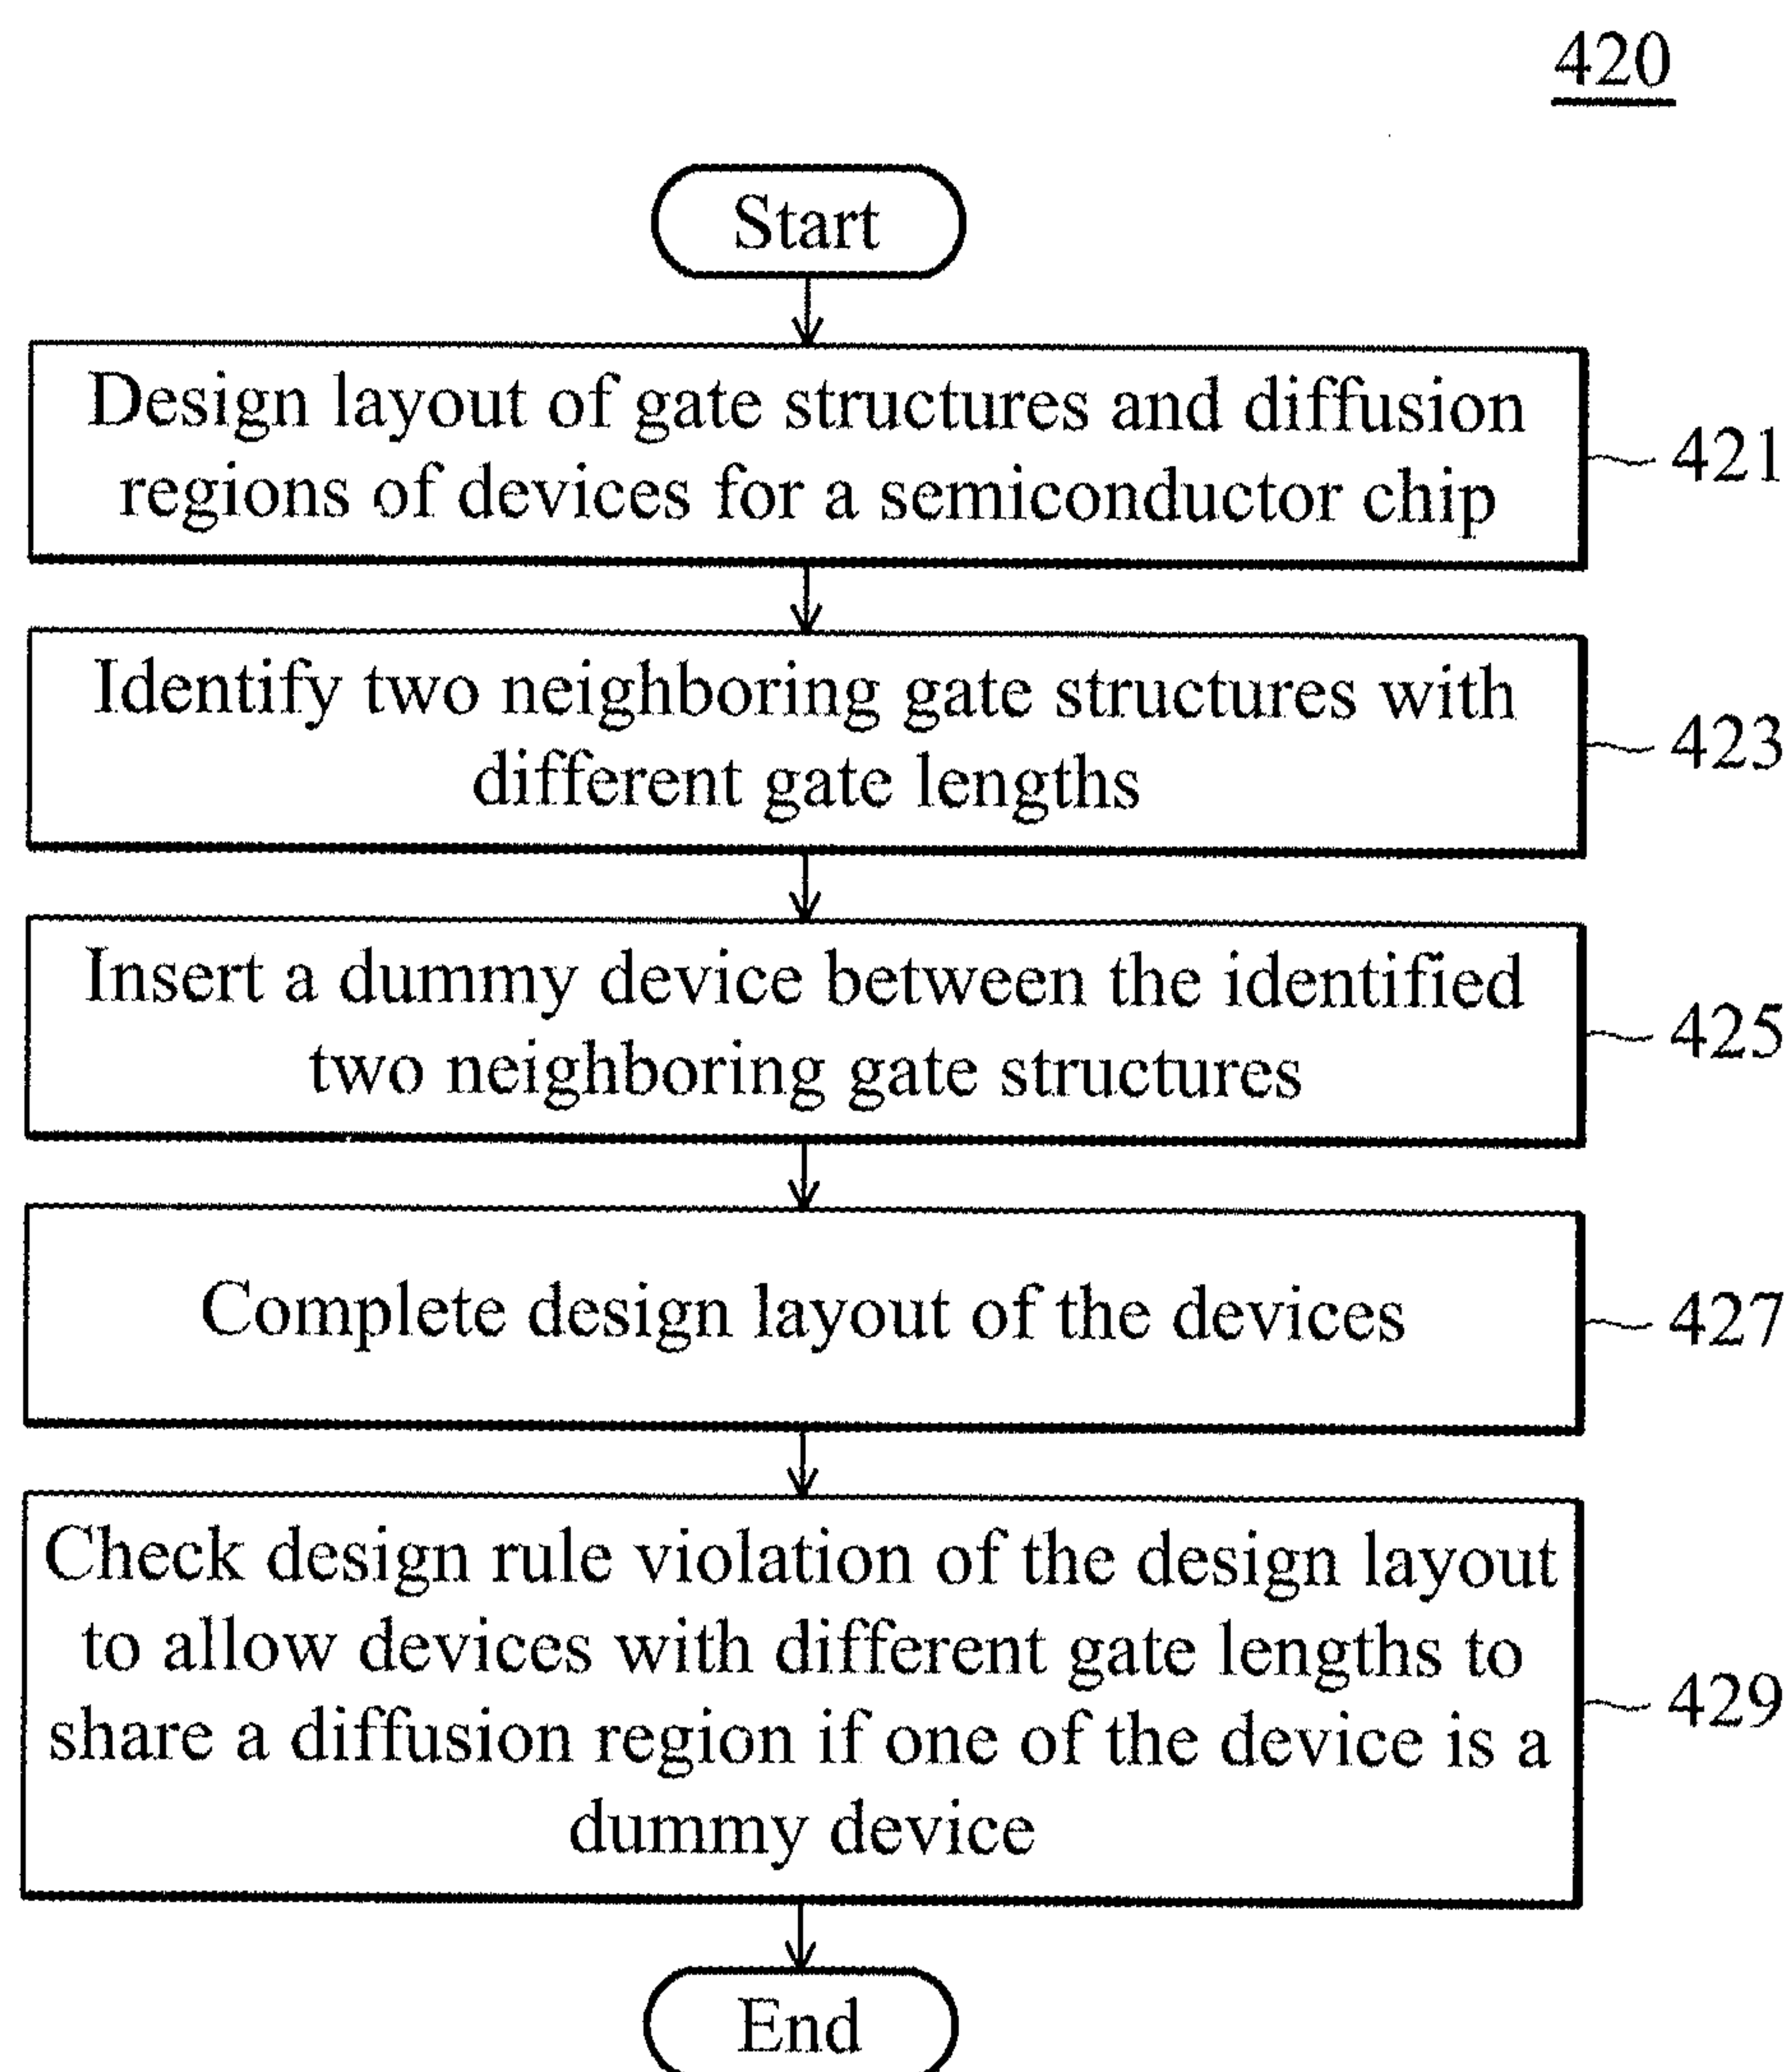 420
Start
Design layout of gate structures and diffusion
regions of devices for a semiconductor chip
421
Identify two neighboring gate structures with
different gate lengths
423
Insert a dummy device between the identified
two neighboring gate structures
425
Complete design layout of the devices
427
Check design rule violation of the design layout
to allow devices with different gate lengths to
share a diffusion region if one of the device is a
dummy device
429
End